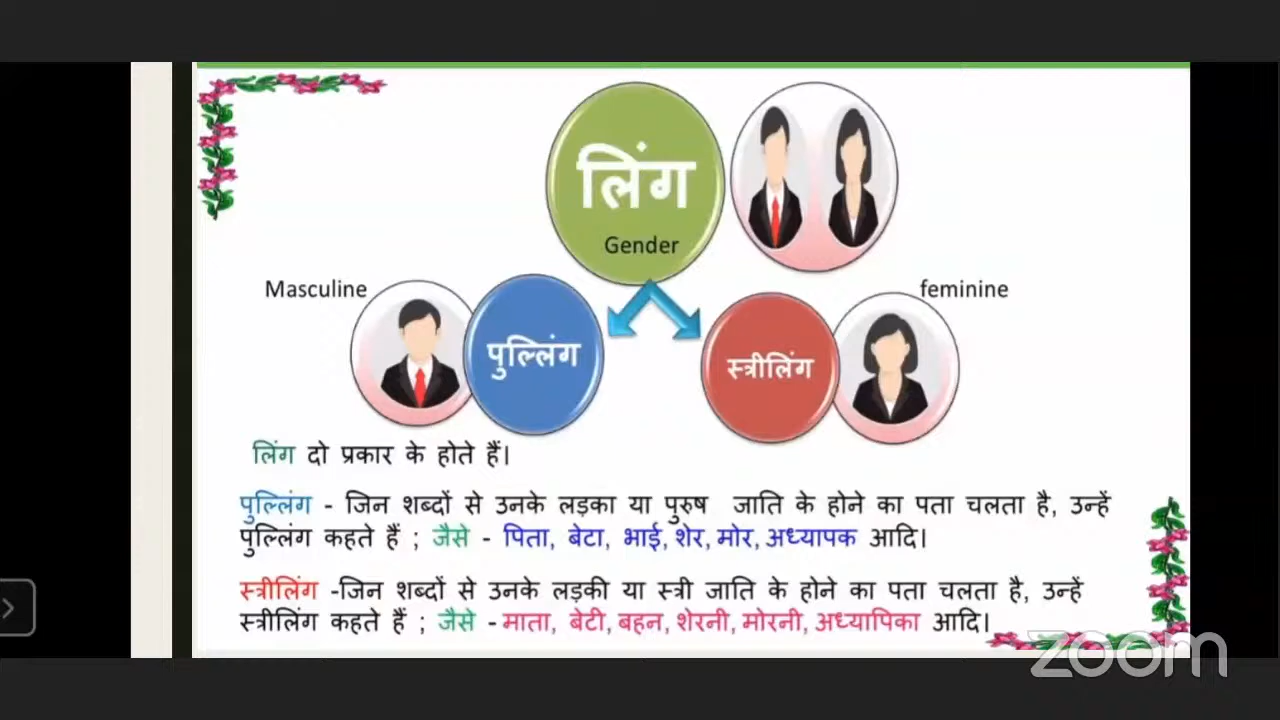 लिंग
Gender
Masculine
feminine
पुल्लिंग
स्त्रीलिंग
लिंग दो प्रकार के होते हैं।
पुल्लिंग - जिन शब्दों से उनके लड़का या पुरुष जाति के होने का पता चलता है, उन्हें
पुल्लिंग कहते हैं ; जैसे - पिता, बेटा, भाई, शेर, मोर, अध्यापक आदि।
स्त्रीलिंग -जिन शब्दों से उनके लड़की या स्त्री जाति के होने का पता चलता है, उन्हें
स्त्रीलिंग कहते हैं ; जैसे - माता, बेटी, बहन, शेरनी, मोरनी, अध्यापिका आदि।
zoom